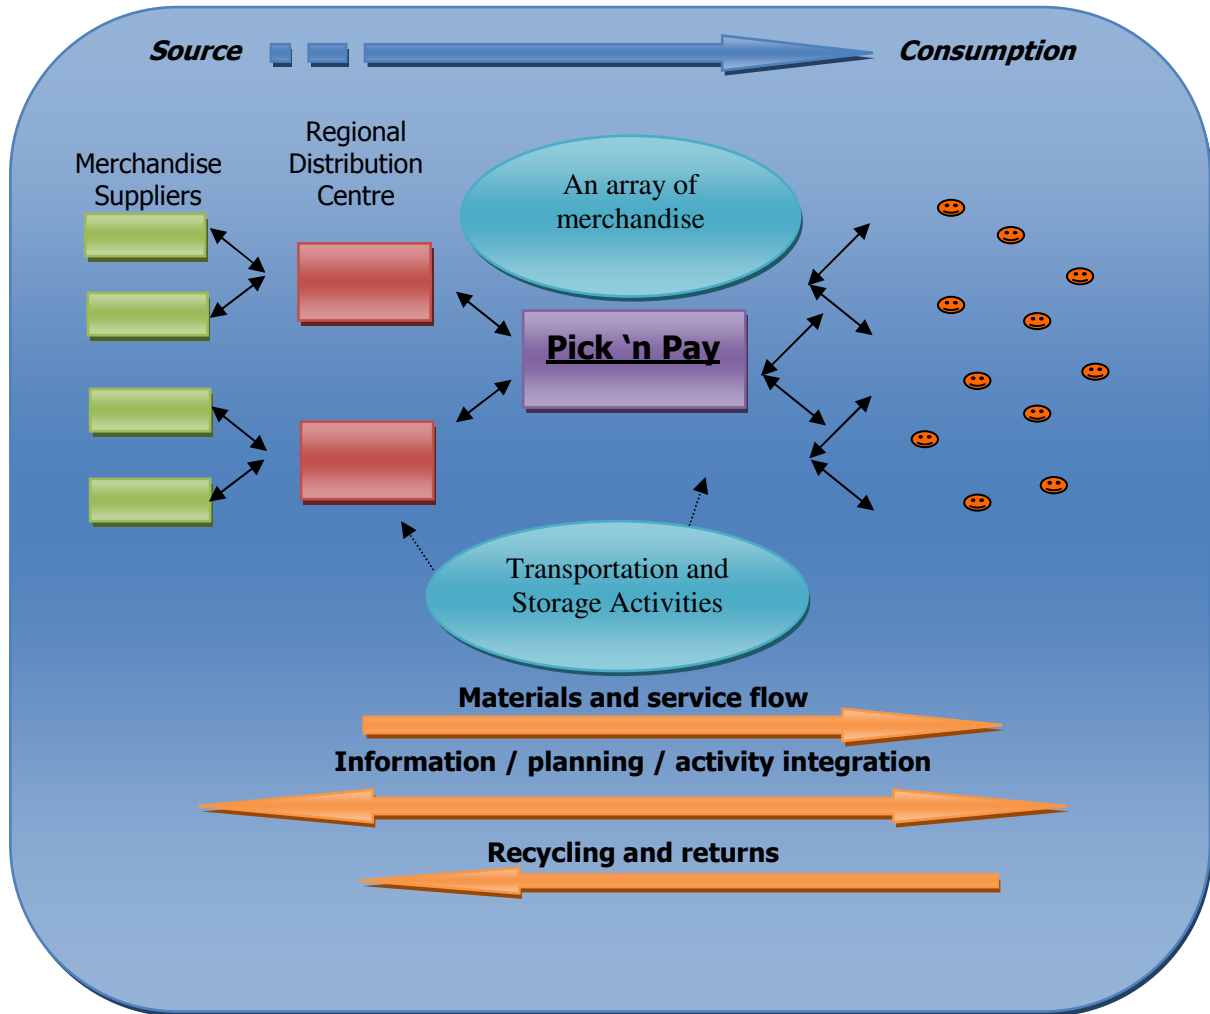 Source
Consumption
Regional
Distribution
Centre
Merchandise
Suppliers
An array of
merchandise
Pick ‘n Pay
Transportation and
Storage Activities
Materials and service flow
Information / planning / activity integration
Recycling and returns